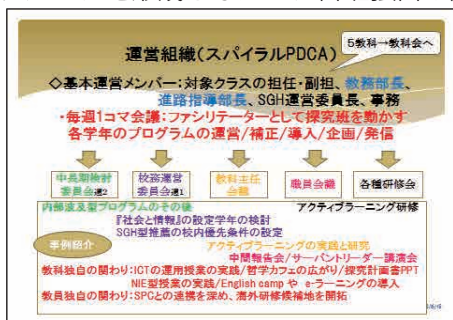 運営組織(スパイラルPDCA)
5教科→教科会へ
◇基本運営メンバー:対象クラスの担任・副担、教務部長、
進路指導部長、SGH運営委員長、事務
・毎週1コマ会議:ファシリテーターとして探究班を動かす
各学年のプログラムの運営/補正/導入/企画/発信
中長期検討
委員会週2
校務運営
委員会週1
教科主任
会議
職員会議
各種研修会
内部波及型プログラムのその後
アクティブラーニング研修
『社会と情報』の設定学年の検討
SGH型推薦の校内優先条件の設定
事例紹介
アクティブラーニングの実践と研究
中間報告会/サーバントリーダー講演会
教科独自の関わり:ICTの運用授業の実践/哲学カフェの広がり/探究計画書PPT
NIE型授業の実践/English camp や e-ラーニングの導入
教員独自の関わり:SPCとの連携を深め、海外研修候補地を開拓